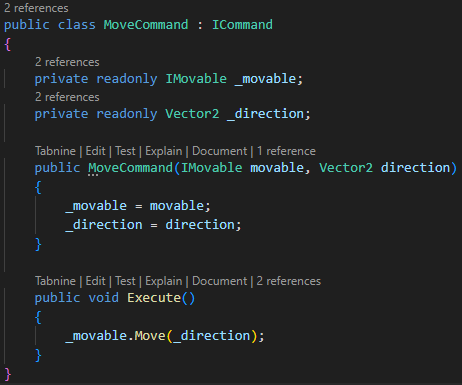 2 references
public class MoveCommand : ICommand
{
2 references
private readonly IMovable _movable;
2 references
private readonly Vector2 _direction;
Tabnine | Edit | Test | Explain | Document | 1 reference
public MoveCommand(IMovable movable, Vector2 direction)
{
_movable = movable;
_direction = direction;
}
Tabnine | Edit | Test | Explain | Document | 2 references
public void Execute()
{
_movable.Move(_direction);
}
}